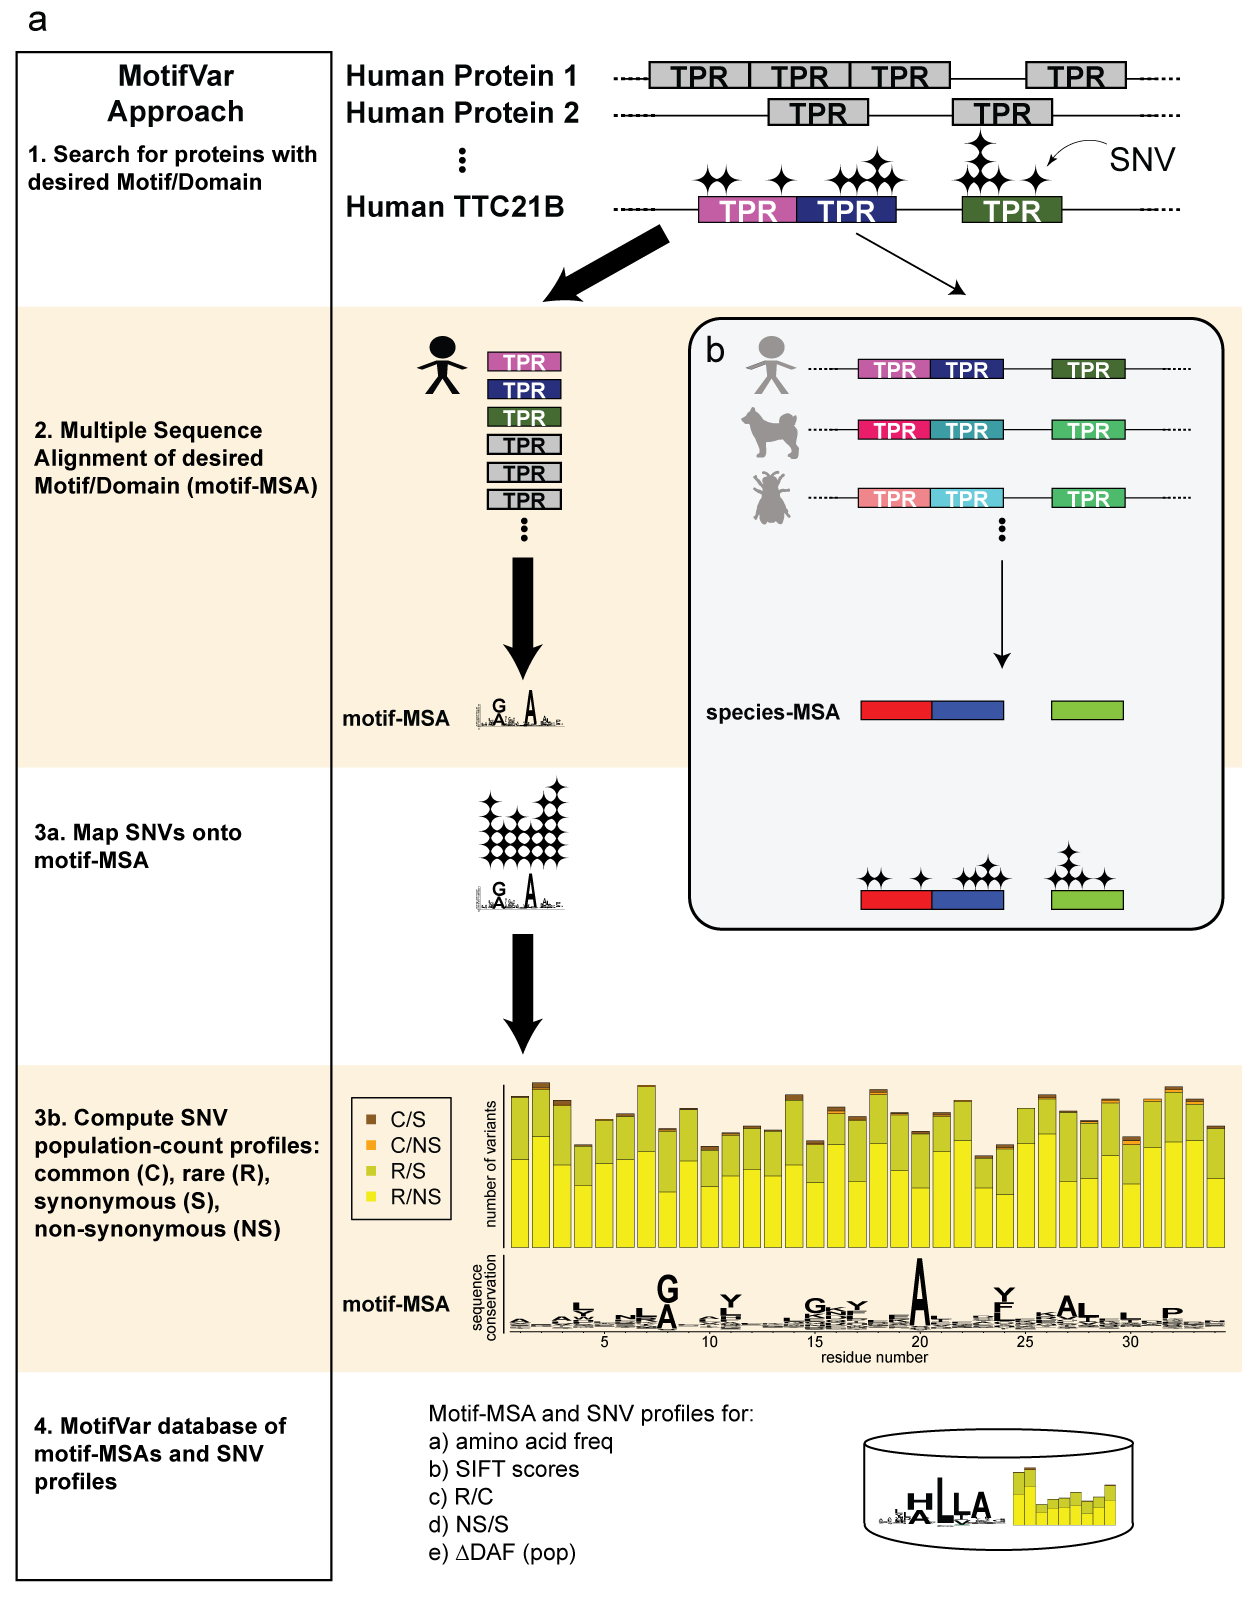 a
MotifVar
Approach
1. Search for proteins with
desired Motif/Domain
Human Protein 1
TPR TPR TPR TPR
Human Protein 2
TPR TPR
SNV
Human TTC21B
TPR TPR TPR
2. Multiple Sequence
Alignment of desired
Motif/Domain (motif-MSA)
TPR
TPR
TPR
TPR
TPR
TPR
motif-MSA
G
A A
b
TPR TPR TPR
TPR TPR TPR
TPR TPR TPR
species-MSA
3a. Map SNVs onto
motif-MSA
G
A A
3b. Compute SNV
population-count profiles:
common (C), rare (R),
synonymous (S),
non-synonymous (NS)
C/S
C/NS
R/S
R/NS
number of variants
motif-MSA
sequence
conservation
G Y G Y A Y A L P
A F
5 10 15 20 25 30
residue number
4. MotifVar database of
motif-MSAs and SNV
profiles
Motif-MSA and SNV profiles for:
a) amino acid freq
b) SIFT scores
c) R/C
d) NS/S
e) ΔDAF (pop)
H L L A
A